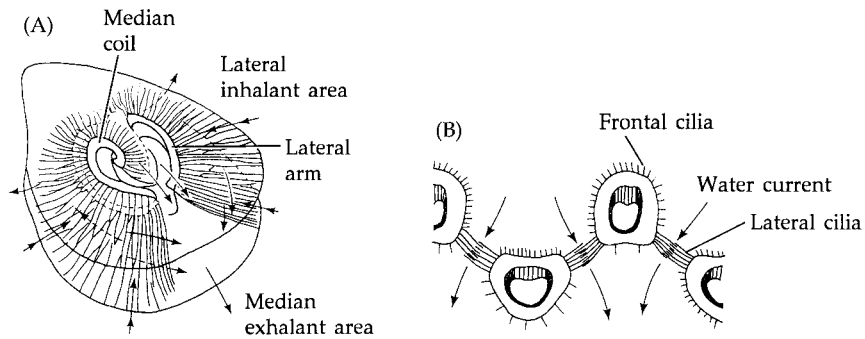 (A)
Median
coil
Lateral
inhalant area
Lateral
arm
Median
exhalant area
(B)
Frontal cilia
Water current
Lateral cilia